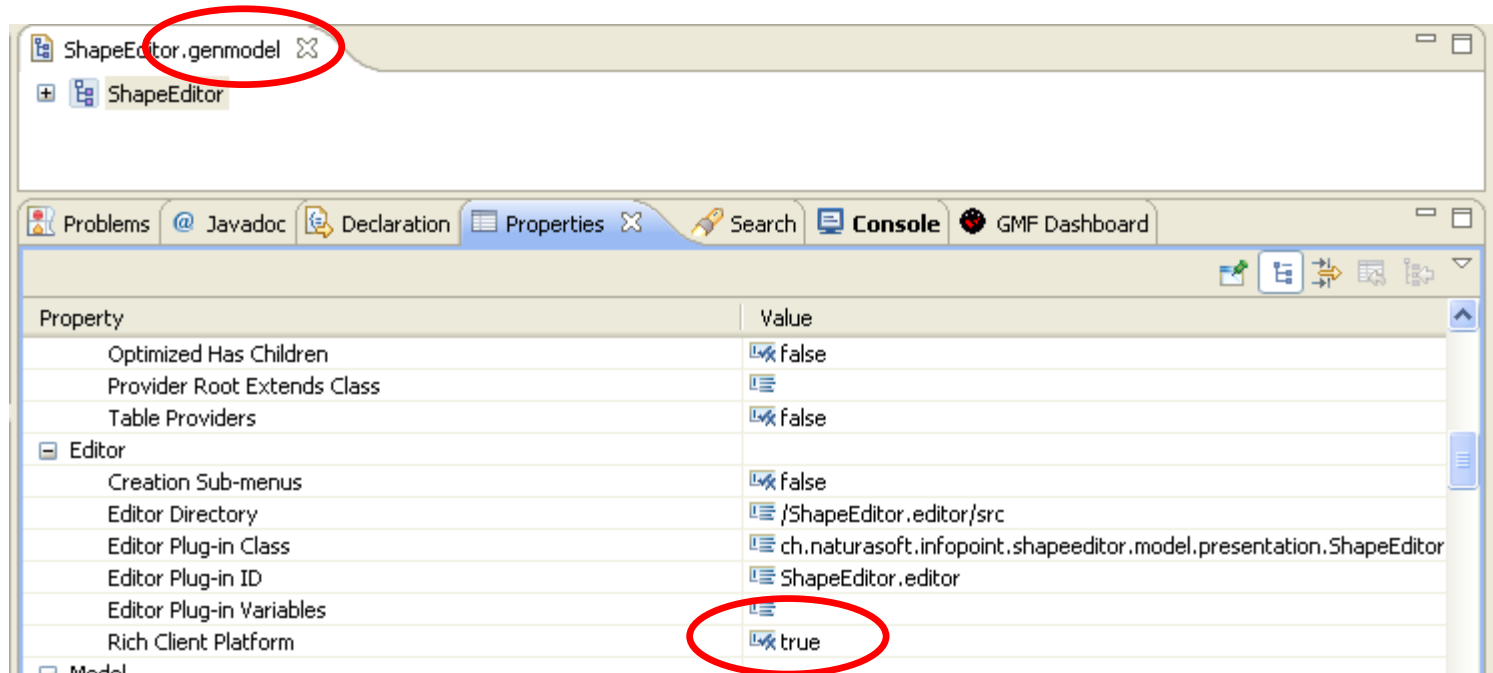 ShapeEditor.genmodel
ShapeEditor
Problems @ Javadoc Declaration Properties Search Console GMF Dashboard
Property Value
Optimized Has Children false
Provider Root Extends Class
Table Providers false
Editor
Creation Sub-menus false
Editor Directory /ShapeEditor.editor/src
Editor Plug-in Class ch.naturasoft.infopoint.shapeeditor.model.presentation.ShapeEditor
Editor Plug-in ID ShapeEditor.editor
Editor Plug-in Variables
Rich Client Platform true
Model